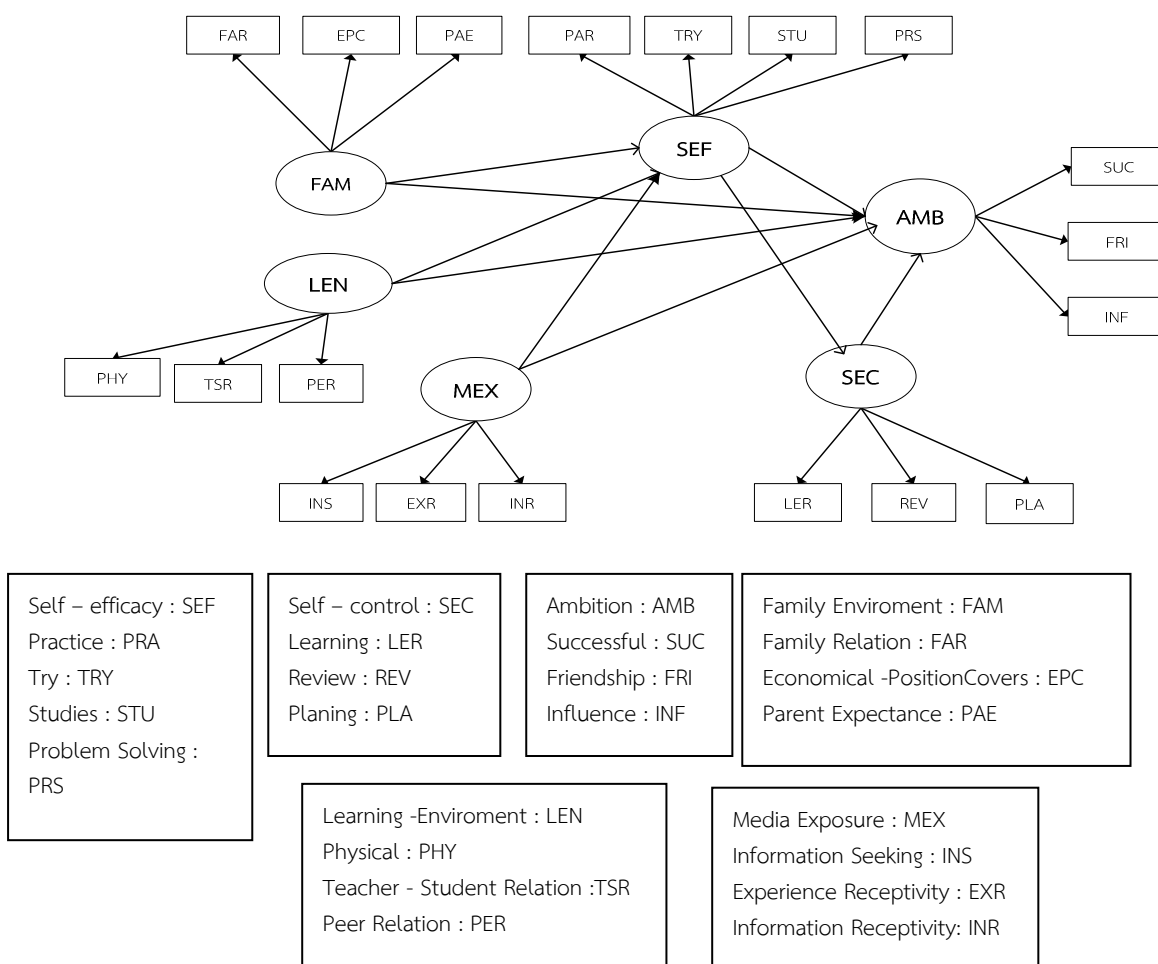 FAR
EPC
PAE
PAR
TRY
STU
PRS
SEF
FAM
SUC
AMB
FRI
LEN
INF
PHY
TSR
PER
MEX
SEC
INS
EXR
INR
LER
REV
PLA
Self – efficacy : SEF
Practice : PRA
Try : TRY
Studies : STU
Problem Solving :
PRS
Self – control : SEC
Learning : LER
Review : REV
Planing : PLA
Ambition : AMB
Successful : SUC
Friendship : FRI
Influence : INF
Family Enviroment : FAM
Family Relation : FAR
Economical -PositionCovers : EPC
Parent Expectance : PAE
Learning -Enviroment : LEN
Physical : PHY
Teacher - Student Relation :TSR
Peer Relation : PER
Media Exposure : MEX
Information Seeking : INS
Experience Receptivity : EXR
Information Receptivity: INR